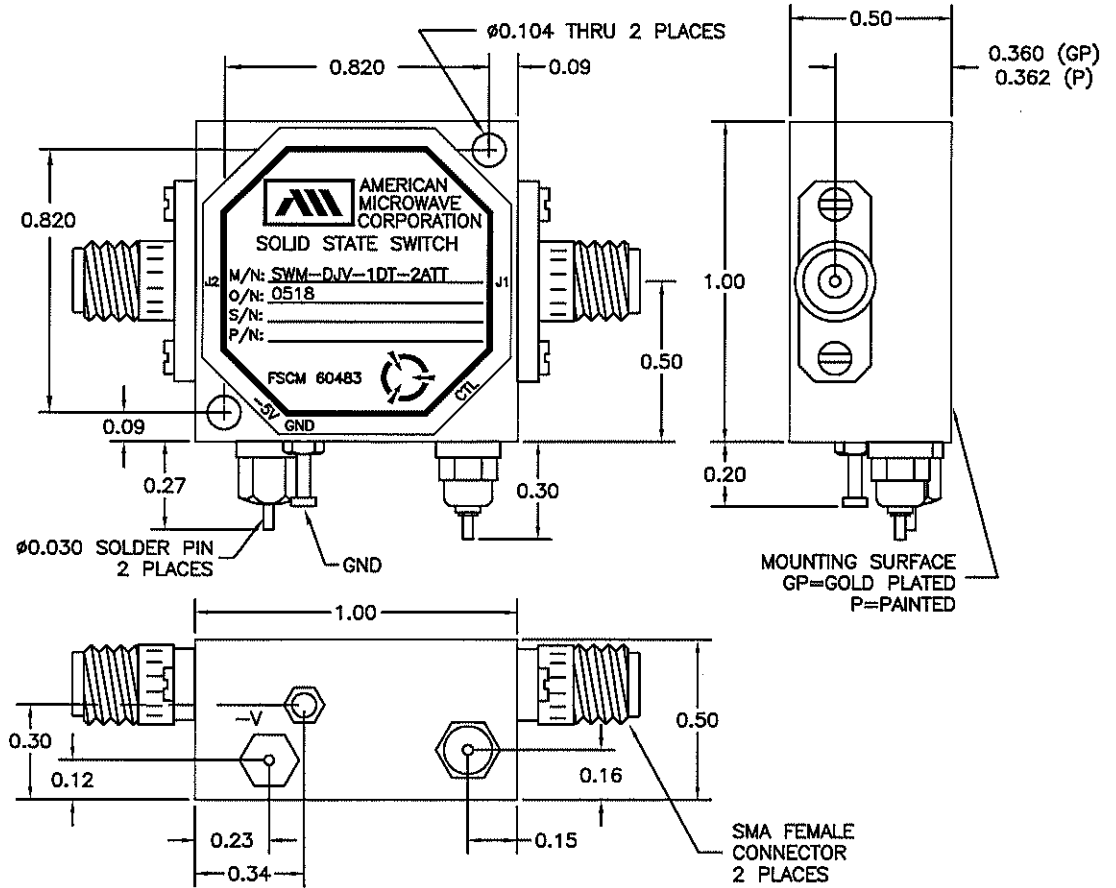 ø0.104 THRU 2 PLACES
0.50
0.820
0.09
0.360 (GP)
0.362 (P)
0.820
AMERICAN
MICROWAVE
CORPORATION
SOLID STATE SWITCH
M/N: SWM-DJV-1DT-2ATT
J2
J1
O/N: 0518
S/N:
P/N:
1.00
0.50
FSCM 60483
-5V
GND
CTL
0.09
0.27
0.30
0.20
ø0.030 SOLDER PIN
2 PLACES
GND
MOUNTING SURFACE
GP=GOLD PLATED
P=PAINTED
1.00
-V
0.30
0.12
0.50
0.16
0.23
0.15
0.34
SMA FEMALE
CONNECTOR
2 PLACES